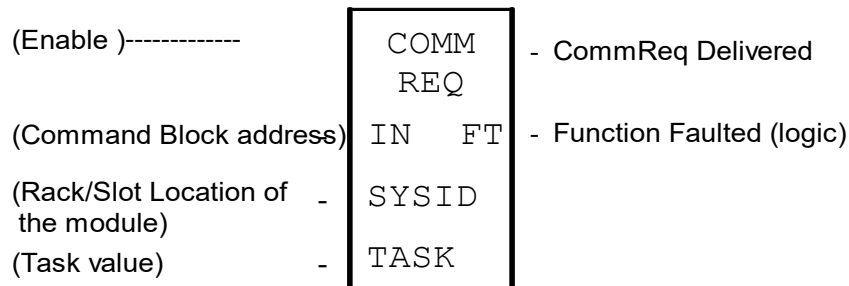 (Enable )------------- COMM - CommReq Delivered
REQ
(Command Block address)- IN FT - Function Faulted (logic)
(Rack/Slot Location of - SYSID
the module)
(Task value) - TASK